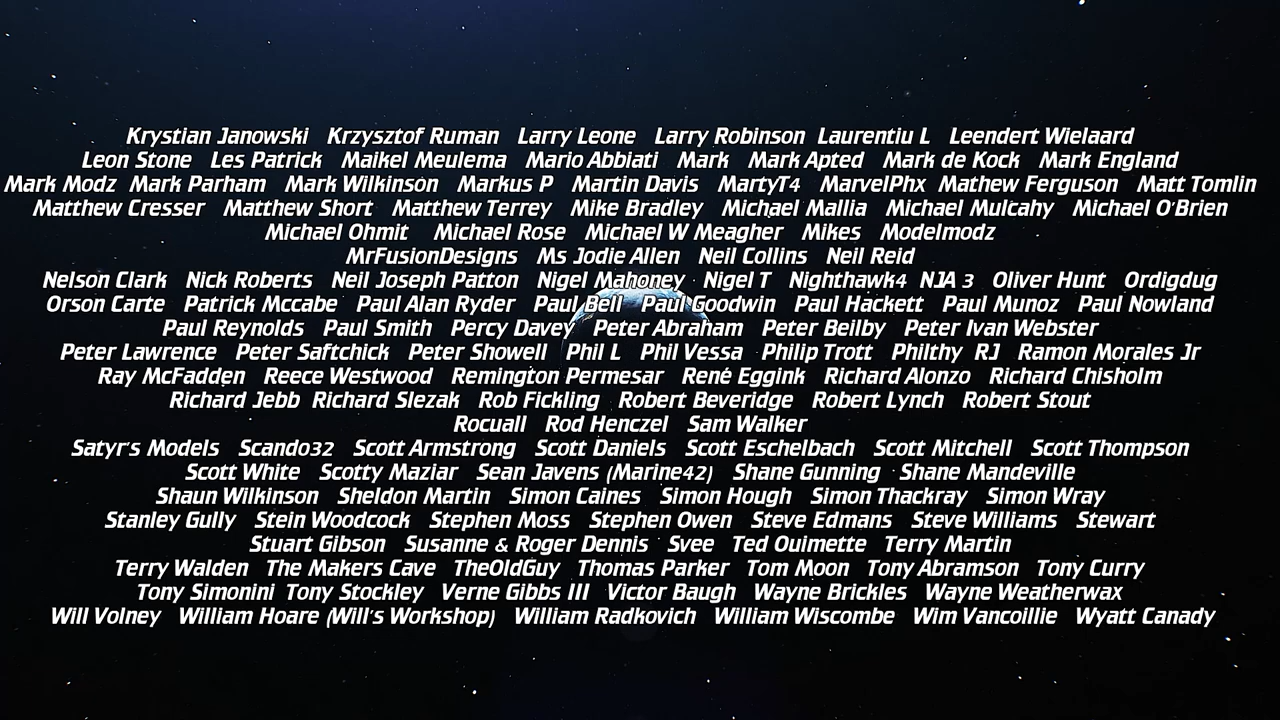 Krystian Janowski Krzysztof Ruman Larry Leone Larry Robinson Laurentiu L Leendert Wielaard
Leon Stone Les Patrick Maikel Meulema Mario Abbiati Mark Mark Apted Mark de Kock Mark England
Mark Modz Mark Parham Mark Wilkinson Markus P Martin Davis MartyT4 MarvelPhx Mathew Ferguson Matt Tomlin
Matthew Cresser Matthew Short Matthew Terrey Mike Bradley Michael Mallia Michael Mulcahy Michael O'Brien
Michael Ohmit Michael Rose Michael W Meagher Mikes Modelmodz
MrFusionDesigns Ms Jodie Allen Neil Collins Neil Reid
Nelson Clark Nick Roberts Neil Joseph Patton Nigel Mahoney Nigel T Nighthawk4 NJA 3 Oliver Hunt Ordigdug
Orson Carte Patrick Mccabe Paul Alan Ryder Paul Bell Paul Goodwin Paul Hackett Paul Munoz Paul Nowland
Paul Reynolds Paul Smith Percy Davey Peter Abraham Peter Beilby Peter Ivan Webster
Peter Lawrence Peter Saftchick Peter Showell Phil L Phil Vessa Philip Trott Philthy RJ Ramon Morales Jr
Ray McFadden Reece Westwood Remington Permesar René Eggink Richard Alonzo Richard Chisholm
Richard Jebb Richard Slezak Rob Fickling Robert Beveridge Robert Lynch Robert Stout
Rocuall Rod Henczel Sam Walker
Satyr's Models Scando32 Scott Armstrong Scott Daniels Scott Eschelbach Scott Mitchell Scott Thompson
Scott White Scotty Maziar Sean Javens (Marine42) Shane Gunning Shane Mandeville
Shaun Wilkinson Sheldon Martin Simon Caines Simon Hough Simon Thackray Simon Wray
Stanley Gully Stein Woodcock Stephen Moss Stephen Owen Steve Edmans Steve Williams Stewart
Stuart Gibson Susanne & Roger Dennis Svee Ted Ouimette Terry Martin
Terry Walden The Makers Cave TheOldGuy Thomas Parker Tom Moon Tony Abramson Tony Curry
Tony Simonini Tony Stockley Verne Gibbs III Victor Baugh Wayne Brickles Wayne Weatherwax
Will Volney William Hoare (Will's Workshop) William Radkovich William Wiscombe Wim Vancoillie Wyatt Canady